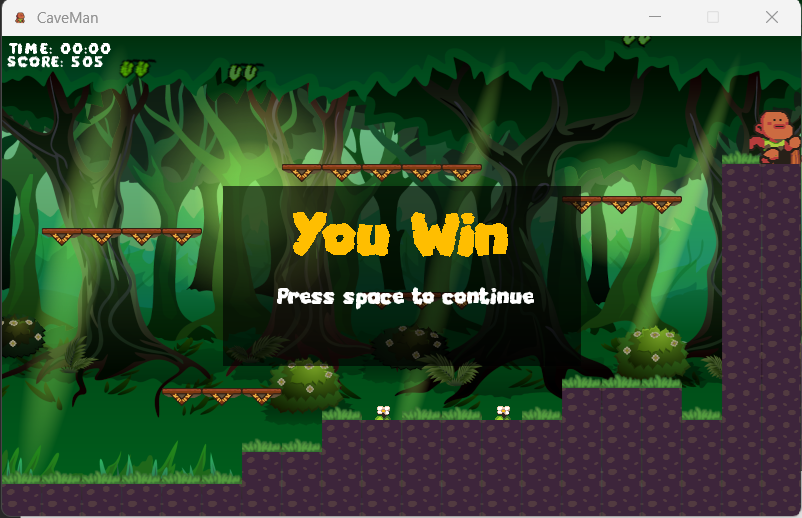 CaveMan
TIME: 00:00
SCORE: 505
You Win
Press space to continue